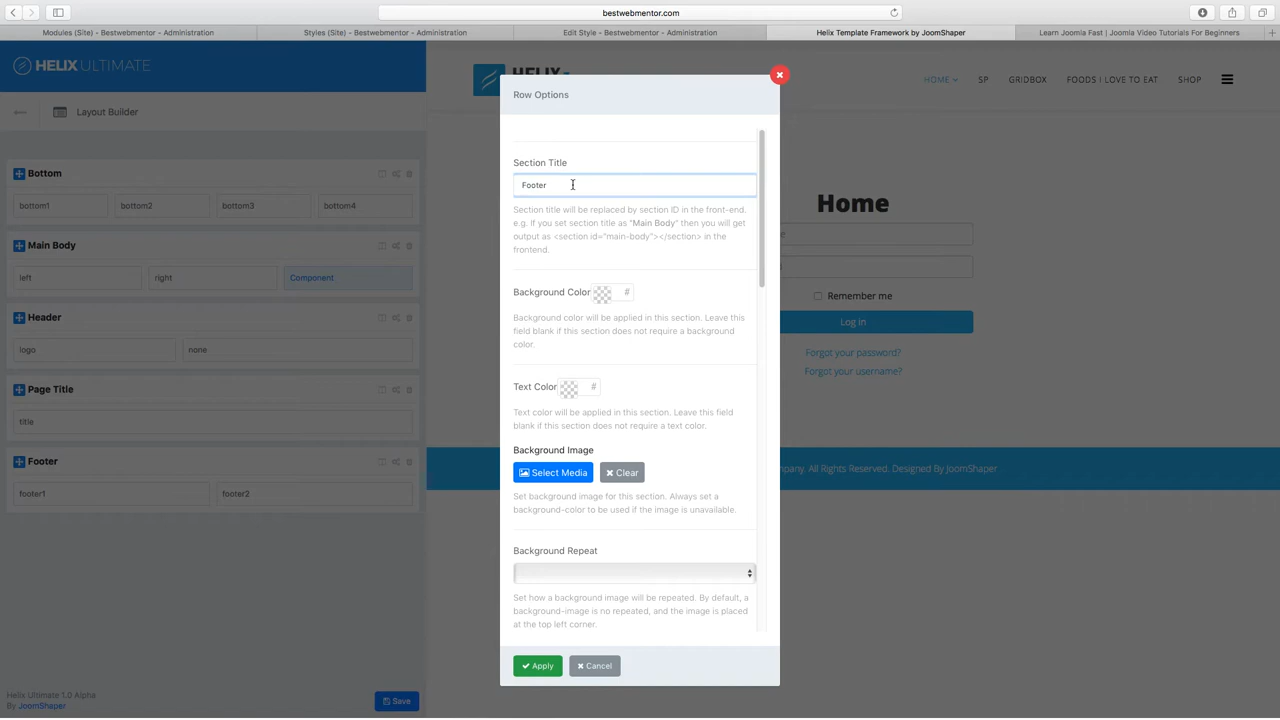 bestwebmentor.com
Modules (Site) - Bestwebmentor - Administration
Styles (Site) - Bestwebmentor - Administration
Edit Style - Bestwebmentor - Administration
Helix Template Framework by JoomShaper
Learn Joomla Fast | Joomla Video Tutorials For Beginners
HELIX ULTIMATE
HOME
SP
GRIDBOX
FOODS I LOVE TO EAT
SHOP
Layout Builder
Row Options
Bottom
bottom1
bottom2
bottom3
bottom4
Main Body
left
right
Component
Header
logo
none
Page Title
title
Footer
footer1
footer2
Section Title
Footer
Section title will be replaced by section ID in the front-end.
e.g. If you set section title as "Main Body" then you will get
output as <section id="main-body"></section> in the
frontend.
Background Color
#
Background color will be applied in this section. Leave this
field blank if this section does not require a background
color.
Text Color
#
Text color will be applied in this section. Leave this field
blank if this section does not require a text color.
Background Image
Select Media
Clear
Set background image for this section. Always set a
background-color to be used if the image is unavailable.
Background Repeat
Set how a background image will be repeated. By default, a
background-image is no repeated, and the image is placed
at the top left corner.
Apply
Cancel
Home
Remember me
Log in
Forgot your password?
Forgot your username?
All Rights Reserved. Designed By JoomShaper
Helix Ultimate 1.0 Alpha
By JoomShaper
Save